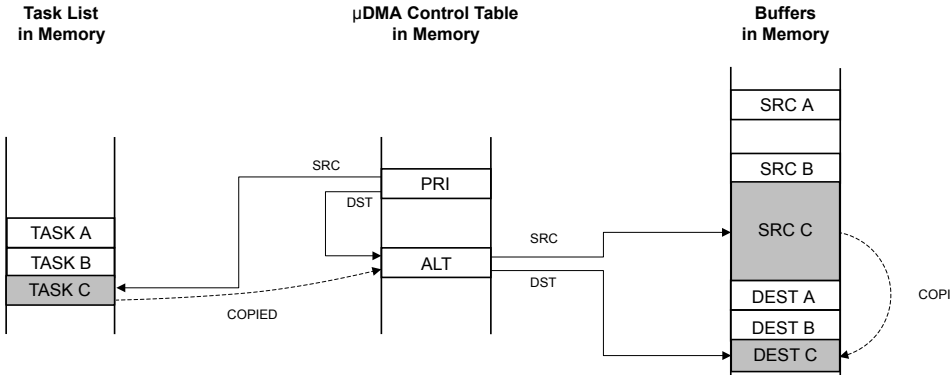 Task List
in Memory
µDMA Control Table
in Memory
Buffers
in Memory
SRC A
SRC B
SRC
PRI
DST
TASK A
TASK B
TASK C
SRC
ALT
DST
COPIED
SRC C
DEST A
DEST B
DEST C
COPI